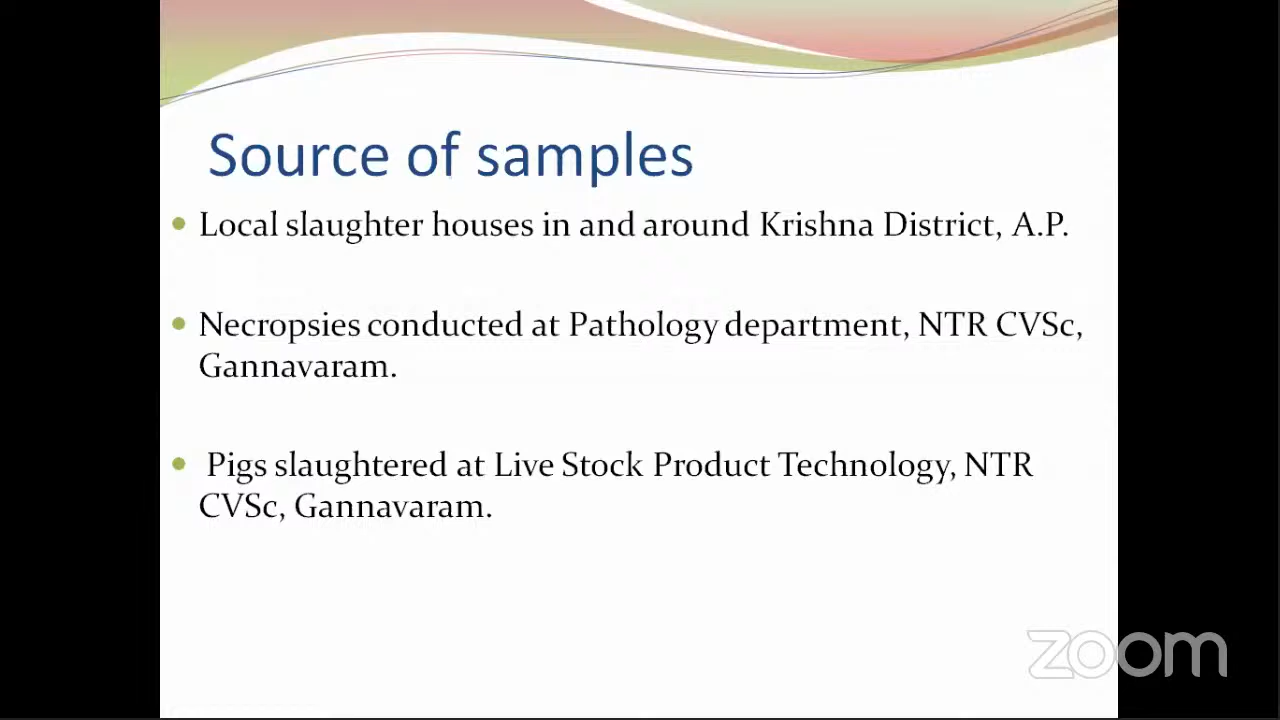 Source of samples
Local slaughter houses in and around Krishna District, A.P.
Necropsies conducted at Pathology department, NTR CVSc,
Gannavaram.
Pigs slaughtered at Live Stock Product Technology, NTR
CVSc, Gannavaram.
zoom